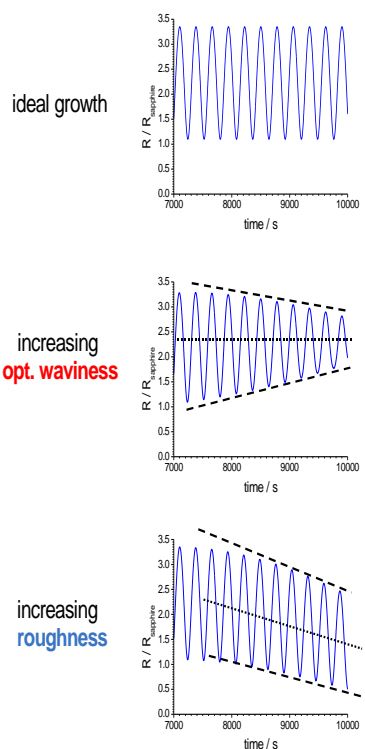 ideal growth
R / R_sapphire
3.5
3.0
2.5
2.0
1.5
1.0
0.5
0.0
7000 8000 9000 10000
time / s
increasing
opt. waviness
R / R_sapphire
3.5
3.0
2.5
2.0
1.5
1.0
0.5
0.0
7000 8000 9000 10000
time / s
increasing
roughness
R / R_sapphire
3.5
3.0
2.5
2.0
1.5
1.0
0.5
0.0
7000 8000 9000 10000
time / s